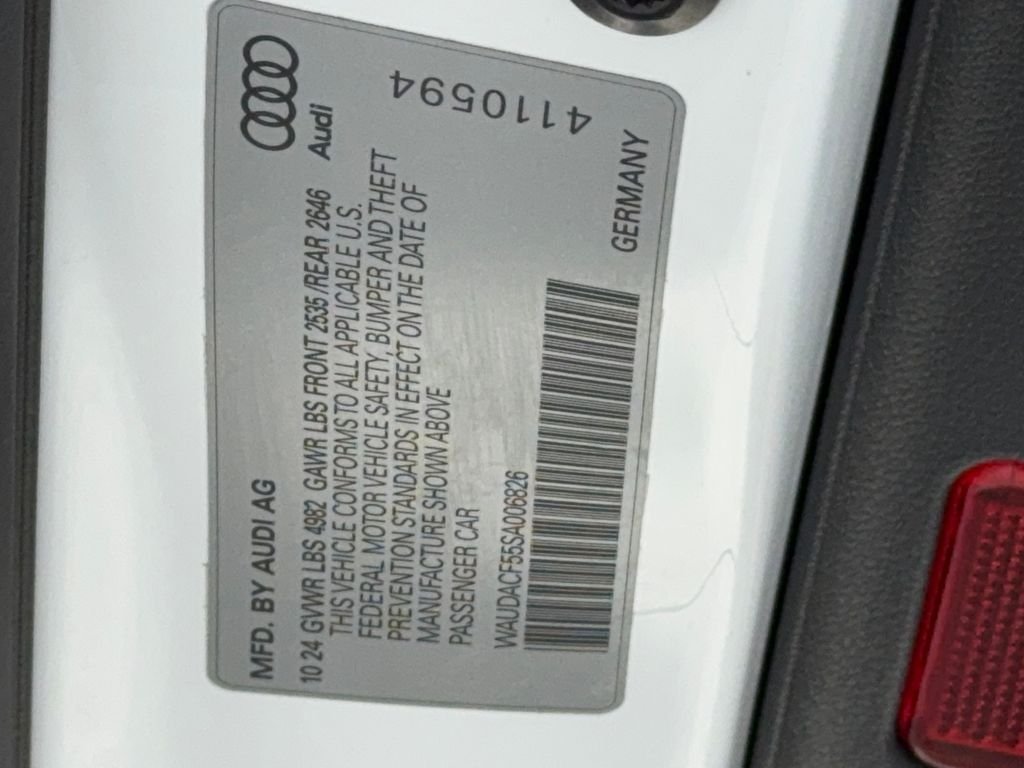 MFD. BY AUDI AG
Audi
10 24 GVWR LBS 4982 GAWR LBS FRONT 2535 /REAR 2646
THIS VEHICLE CONFORMS TO ALL APPLICABLE U.S.
FEDERAL MOTOR VEHICLE SAFETY, BUMPER AND THEFT
PREVENTION STANDARDS IN EFFECT ON THE DATE OF
MANUFACTURE SHOWN ABOVE
PASSENGER CAR
4110594
WAUDACF55SA006826
GERMANY